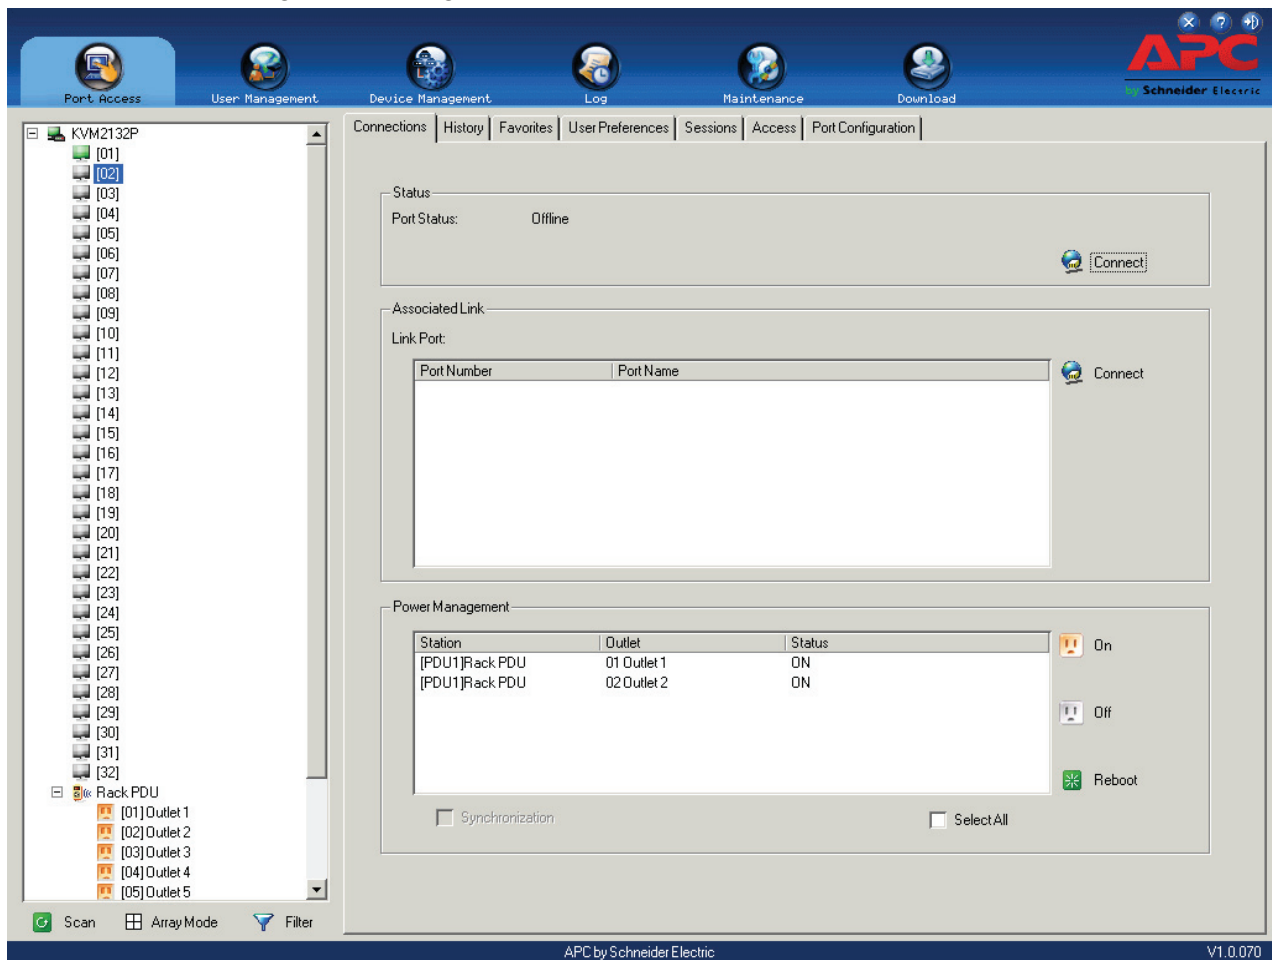 APC
by Schneider Electric
Port Access
User Management
Device Management
Log
Maintenance
Download
KVM2132P
[01]
[02]
[03]
[04]
[05]
[06]
[07]
[08]
[09]
[10]
[11]
[12]
[13]
[14]
[15]
[16]
[17]
[18]
[19]
[20]
[21]
[22]
[23]
[24]
[25]
[26]
[27]
[28]
[29]
[30]
[31]
[32]
Rack PDU
[01] Outlet 1
[02] Outlet 2
[03] Outlet 3
[04] Outlet 4
[05] Outlet 5
Scan Array Mode Filter
Connections History Favorites User Preferences Sessions Access Port Configuration
Status
Port Status: Offline
Connect
Associated Link
Link Port:
Port Number Port Name
Connect
Power Management
Station Outlet Status
[PDU1]Rack PDU 01 Outlet 1 ON
[PDU1]Rack PDU 02 Outlet 2 ON
On
Off
Reboot
Synchronization
Select All
APC by Schneider Electric
V1.0.070